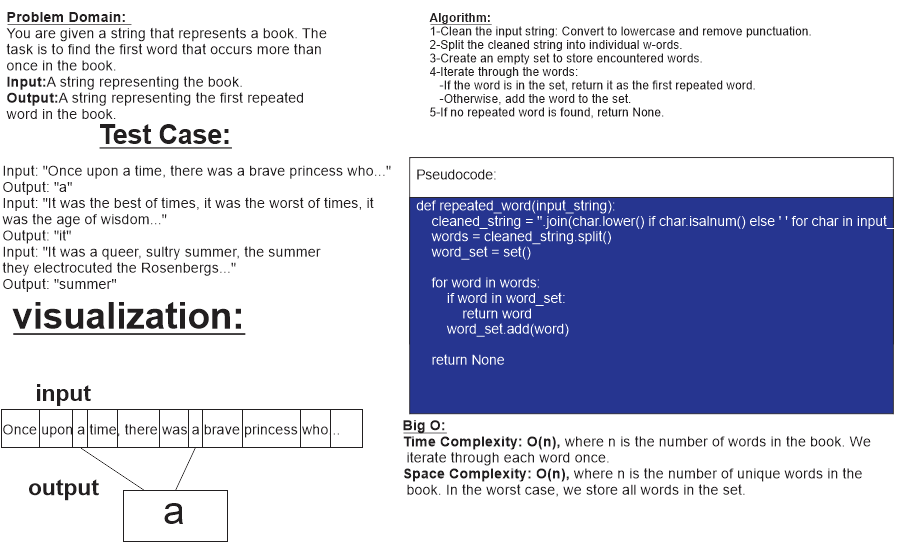 Problem Domain:
You are given a string that represents a book. The
task is to find the first word that occurs more than
once in the book.
Input:A string representing the book.
Output:A string representing the first repeated
word in the book.
Test Case:
Input: "Once upon a time, there was a brave princess who..."
Output: "a"
Input: "It was the best of times, it was the worst of times, it
was the age of wisdom..."
Output: "it"
Input: "It was a queer, sultry summer, the summer
they electrocuted the Rosenbergs..."
Output: "summer"
visualization:
input
Once upon a time, there was a brave princess who...
output
a
Algorithm:
1-Clean the input string: Convert to lowercase and remove punctuation.
2-Split the cleaned string into individual w-ords.
3-Create an empty set to store encountered words.
4-Iterate through the words:
-If the word is in the set, return it as the first repeated word.
-Otherwise, add the word to the set.
5-If no repeated word is found, return None.
Pseudocode:
def repeated_word(input_string):
cleaned_string = ''.join(char.lower() if char.isalnum() else ' ' for char in input_
words = cleaned_string.split()
word_set = set()
for word in words:
if word in word_set:
return word
word_set.add(word)
return None
Big O:
Time Complexity: O(n), where n is the number of words in the book. We
iterate through each word once.
Space Complexity: O(n), where n is the number of unique words in the
book. In the worst case, we store all words in the set.